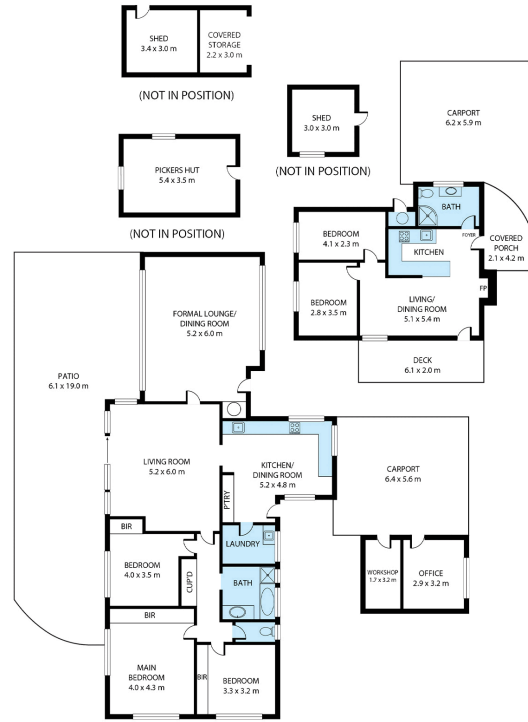 SHED
3.4 x 3.0 m
COVERED
STORAGE
2.2 x 3.0 m
(NOT IN POSITION)
SHED
3.0 x 3.0 m
(NOT IN POSITION)
CARPORT
6.2 x 5.9 m
PICKERS HUT
5.4 x 3.5 m
(NOT IN POSITION)
BATH
BEDROOM
4.1 x 2.3 m
FOYER
KITCHEN
COVERED
PORCH
2.1 x 4.2 m
BEDROOM
2.8 x 3.5 m
LIVING/
DINING ROOM
5.1 x 5.4 m
FP
DECK
6.1 x 2.0 m
FORMAL LOUNGE/
DINING ROOM
5.2 x 6.0 m
PATIO
6.1 x 19.0 m
LIVING ROOM
5.2 x 6.0 m
KITCHEN/
DINING ROOM
5.2 x 4.8 m
P'TRY
CARPORT
6.4 x 5.6 m
BIR
LAUNDRY
BEDROOM
4.0 x 3.5 m
CUP'D
BATH
WORKSHOP
1.7 x 3.2 m
OFFICE
2.9 x 3.2 m
BIR
MAIN
BEDROOM
4.0 x 4.3 m
BIR
BEDROOM
3.3 x 3.2 m